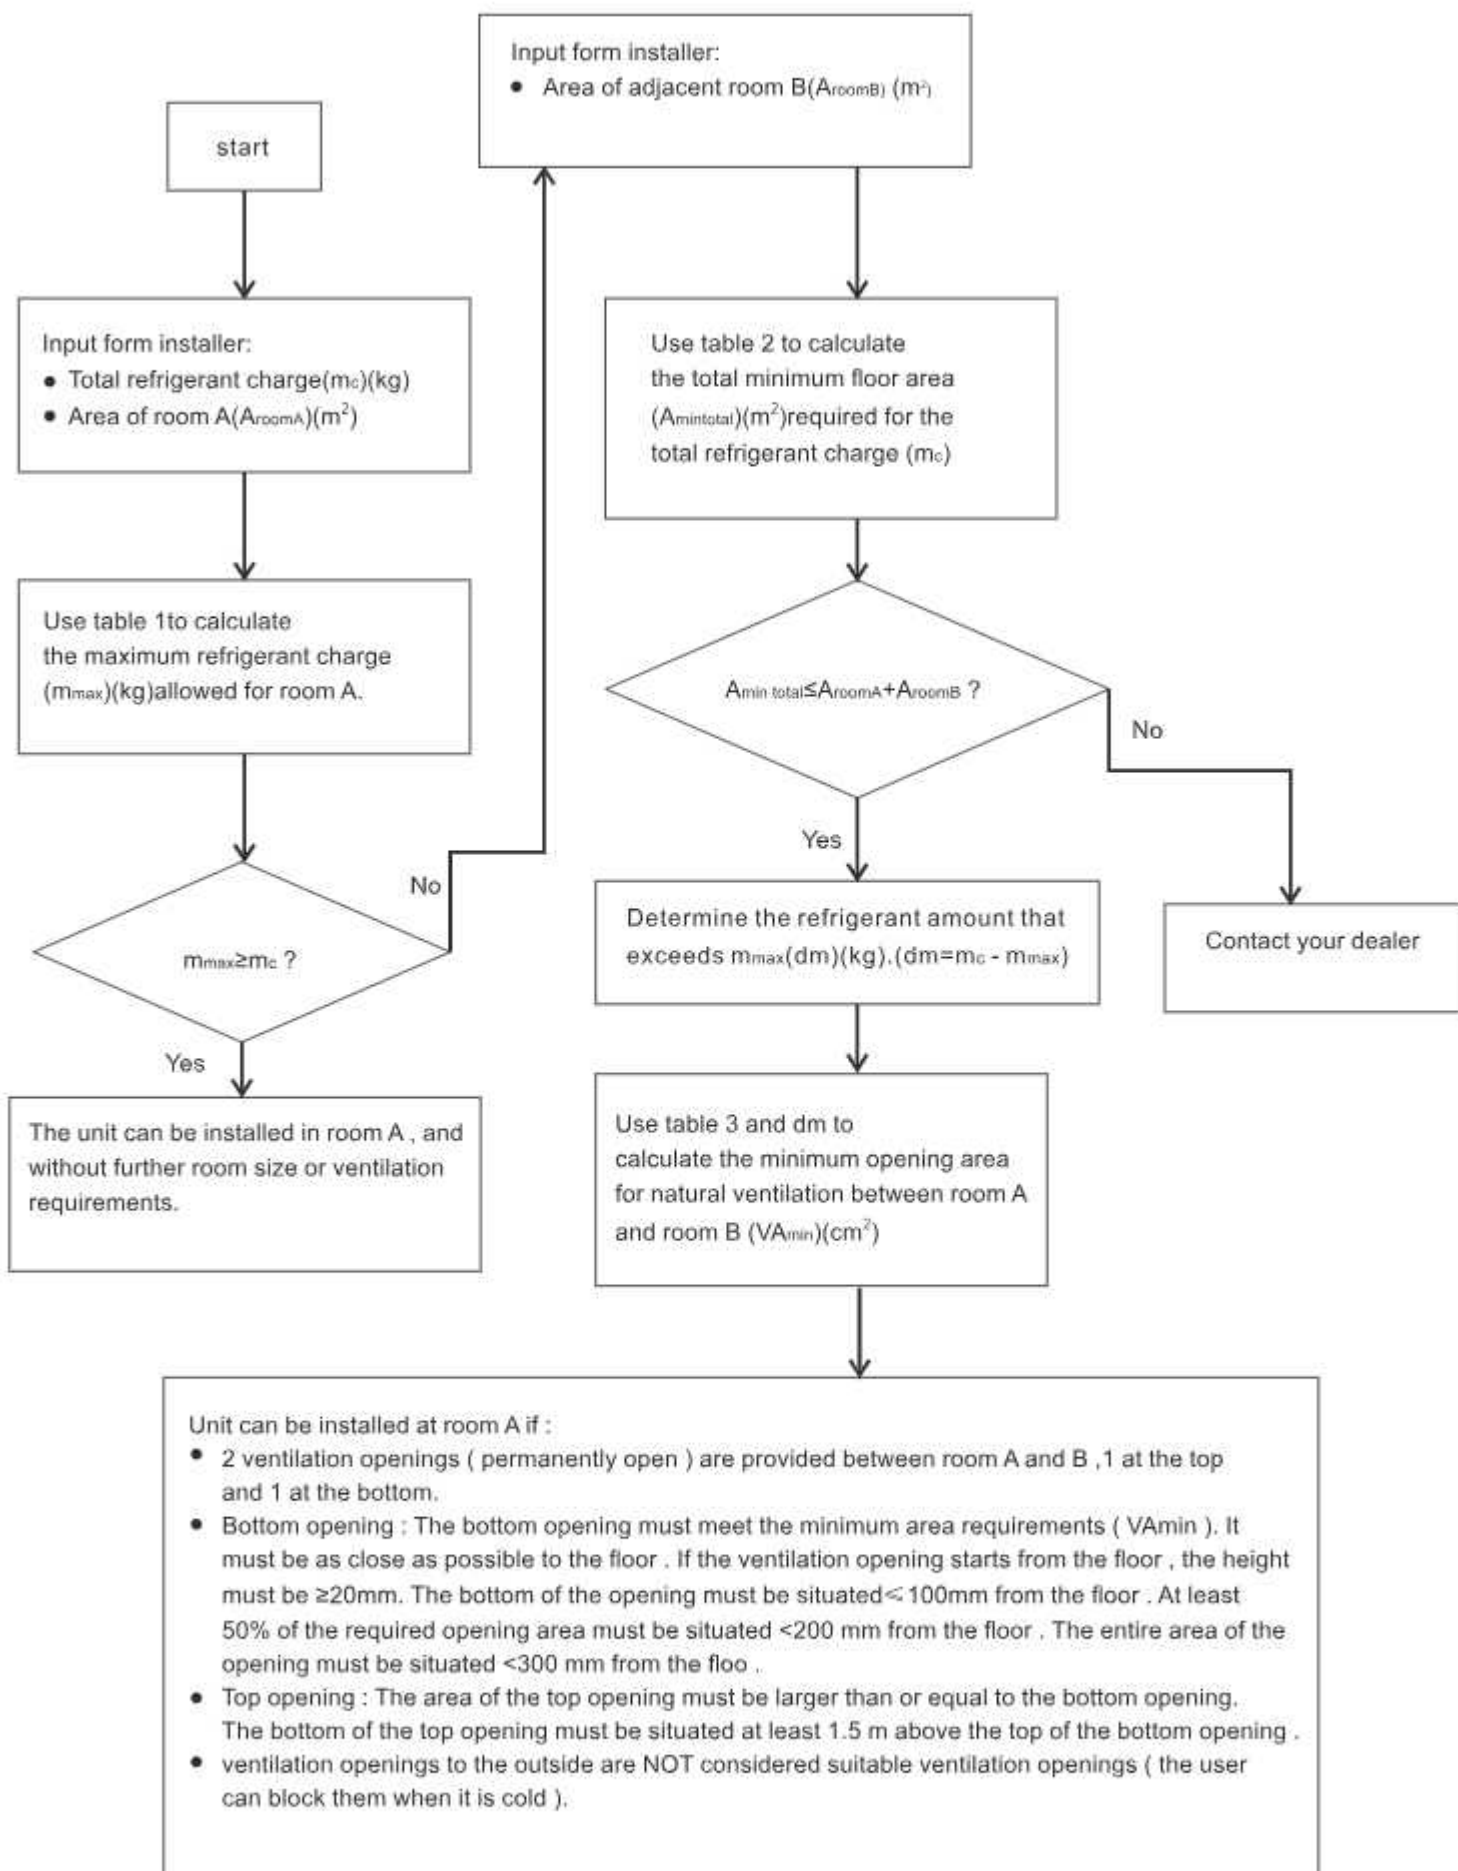 start
Input form installer:
● Total refrigerant charge(mc)(kg)
● Area of room A(AroomA)(m²)
Use table 1to calculate
the maximum refrigerant charge
(mmax)(kg)allowed for room A.
mmax≥mc ?
No
Yes
The unit can be installed in room A , and
without further room size or ventilation
requirements.
Input form installer:
● Area of adjacent room B(AroomB) (m²)
Use table 2 to calculate
the total minimum floor area
(Amintotal)(m²)required for the
total refrigerant charge (mc)
Amin total≤AroomA+AroomB ?
No
Yes
Contact your dealer
Determine the refrigerant amount that
exceeds mmax(dm)(kg).(dm=mc - mmax)
Use table 3 and dm to
calculate the minimum opening area
for natural ventilation between room A
and room B (VAmin)(cm²)
Unit can be installed at room A if :
● 2 ventilation openings ( permanently open ) are provided between room A and B ,1 at the top
and 1 at the bottom.
● Bottom opening : The bottom opening must meet the minimum area requirements ( VAmin ). It
must be as close as possible to the floor . If the ventilation opening starts from the floor , the height
must be ≥20mm. The bottom of the opening must be situated⩽100mm from the floor . At least
50% of the required opening area must be situated <200 mm from the floor . The entire area of the
opening must be situated <300 mm from the floo .
● Top opening : The area of the top opening must be larger than or equal to the bottom opening.
The bottom of the top opening must be situated at least 1.5 m above the top of the bottom opening .
● ventilation openings to the outside are NOT considered suitable ventilation openings ( the user
can block them when it is cold ).